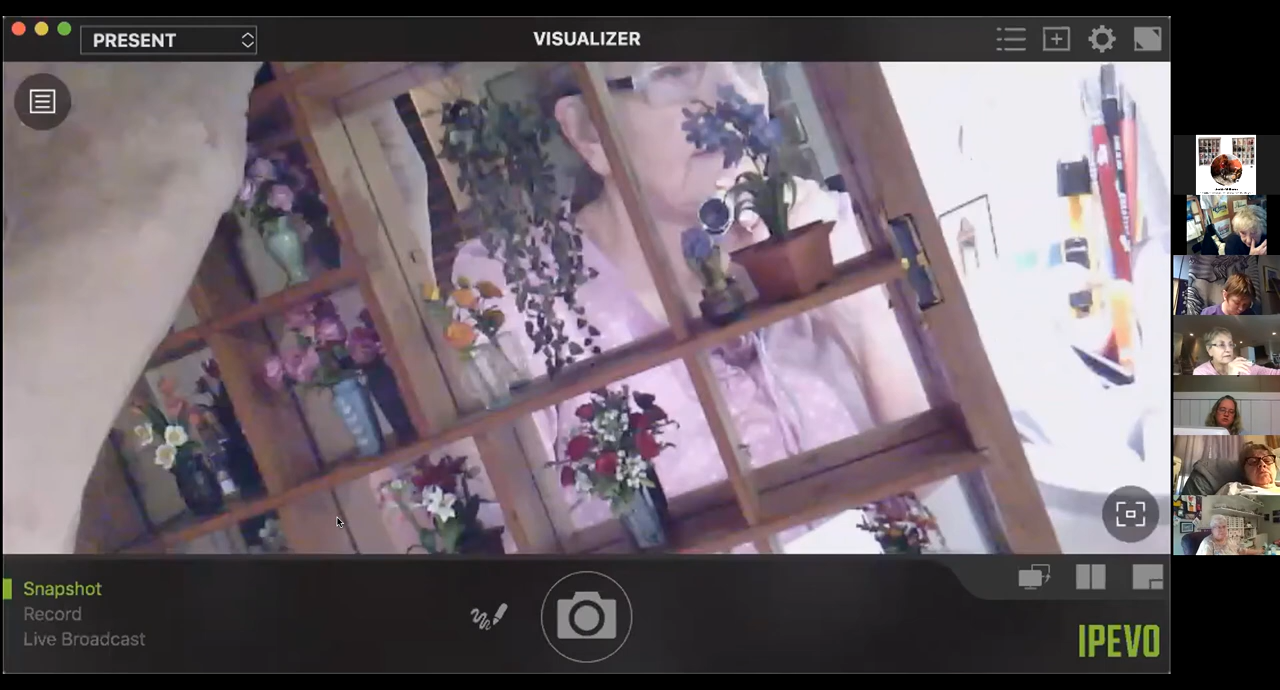 PRESENT
VISUALIZER
Snapshot
Record
Live Broadcast
IPEVO